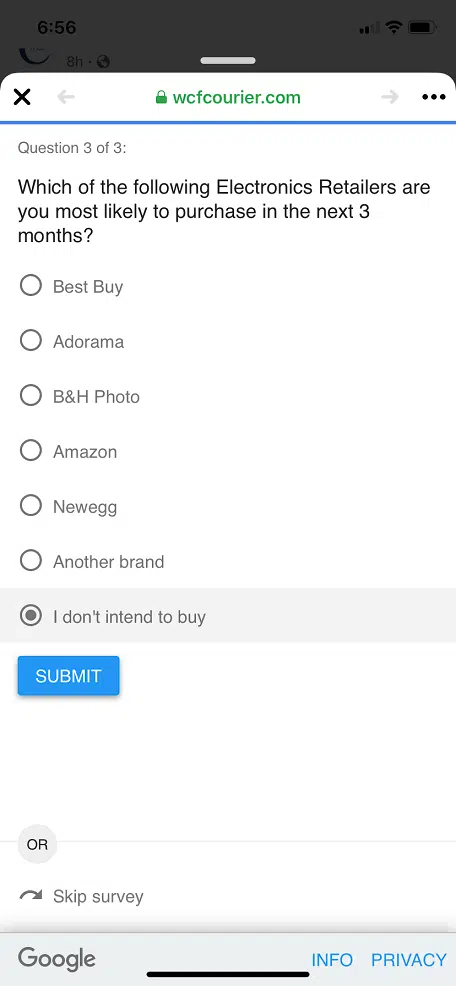 6:56
8h ·
wcfcourier.com
Question 3 of 3:
Which of the following Electronics Retailers are
you most likely to purchase in the next 3
months?
Best Buy
Adorama
B&H Photo
Amazon
Newegg
Another brand
I don't intend to buy
SUBMIT
OR
Skip survey
Google INFO PRIVACY